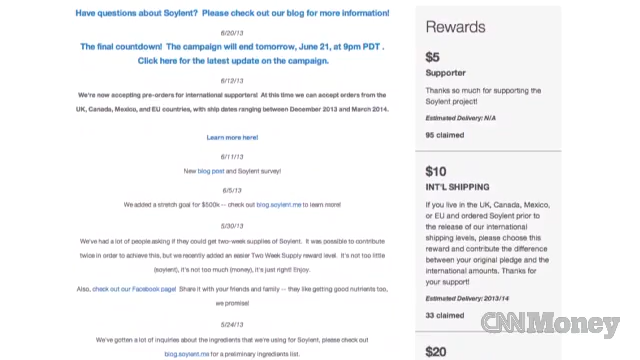 Have questions about Soylent? Please check out our blog for more information!
6/20/13
The final countdown! The campaign will end tomorrow, June 21, at 9pm PDT .
Click here for the latest update on the campaign.
6/12/13
We're now accepting pre-orders for international supporters! At this time we can accept orders from the
UK, Canada, Mexico, and EU countries, with ship dates ranging between December 2013 and March 2014.
Learn more here!
6/11/13
New blog post and Soylent survey!
6/5/13
We added a stretch goal for $500k -- check out blog.soylent.me to learn more!
5/30/13
We've had a lot of people asking if they could get two-week supplies of Soylent. It was possible to contribute
twice in order to achieve this, but we recently added an easier Two Week Supply reward level. It's not too little
(soylent), it's not too much (money), it's just right! Enjoy.
Also, check out our Facebook page! Share it with your friends and family -- they like getting good nutrients too,
we promise!
5/24/13
We've gotten a lot of inquiries about the ingredients that we're using for Soylent, please check out
blog.soylent.me for a preliminary ingredients list.
Rewards
$5
Supporter
Thanks so much for supporting the
Soylent project!
Estimated Delivery: N/A
95 claimed
$10
INT'L SHIPPING
If you live in the UK, Canada, Mexico,
or EU and ordered Soylent prior to
the release of our international
shipping levels, please choose this
reward and contribute the difference
between your original pledge and the
international amounts. Thanks for
your support!
Estimated Delivery: 2013/14
33 claimed
$20
CNNMoney